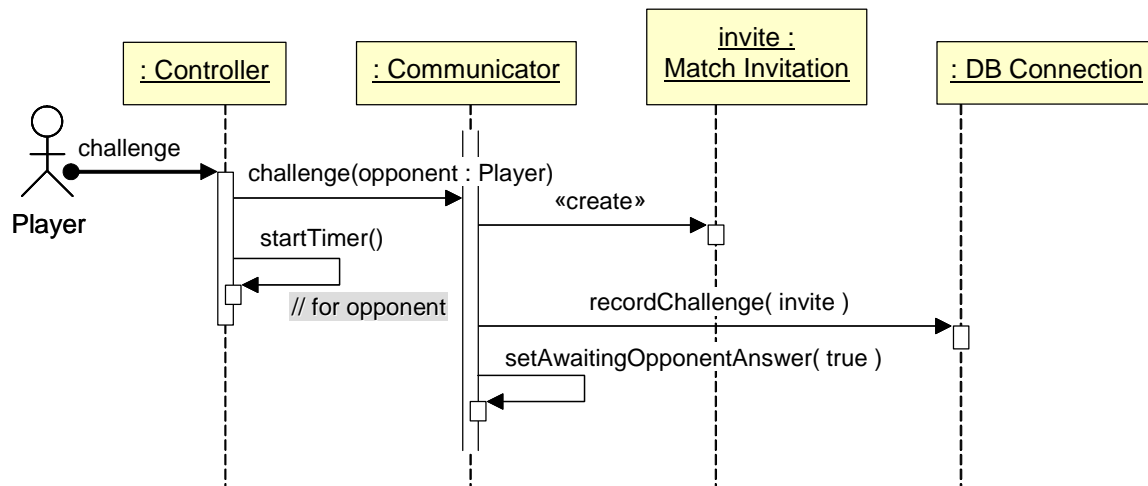 invite :
Match Invitation
: Controller
: Communicator
: DB Connection
challenge
Player
challenge(opponent : Player)
«create»
startTimer()
// for opponent
recordChallenge( invite )
setAwaitingOpponentAnswer( true )